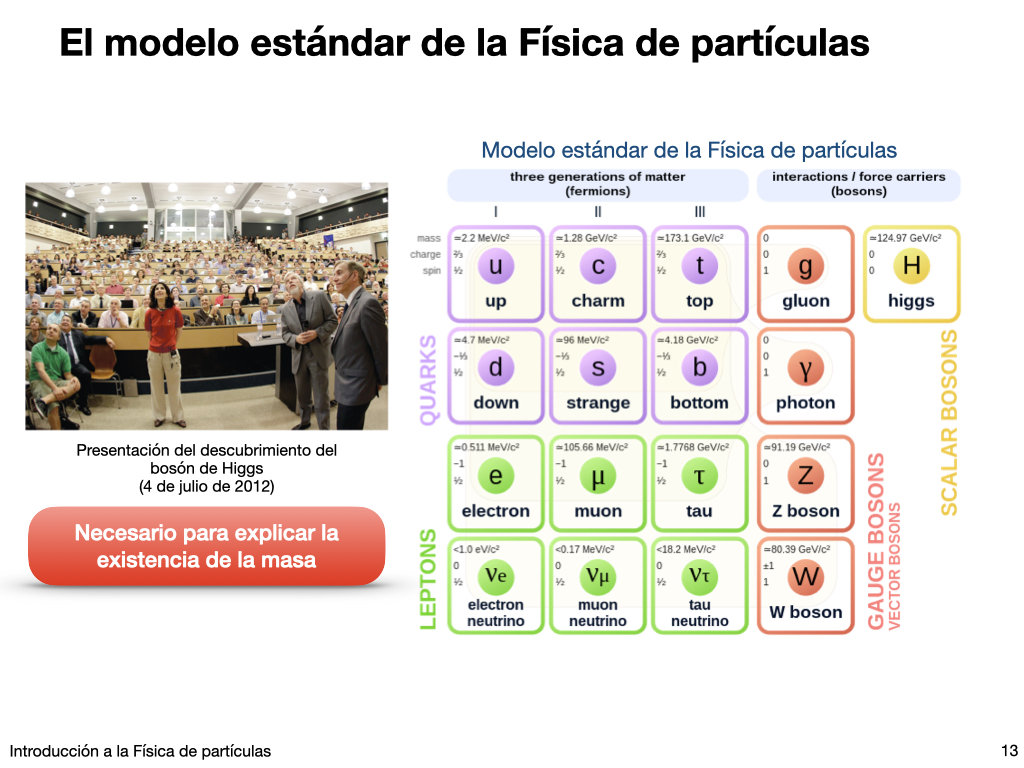 El modelo estándar de la Física de partículas
Presentación del descubrimiento del
bosón de Higgs
(4 de julio de 2012)
Necesario para explicar la
existencia de la masa
Modelo estándar de la Física de partículas
three generations of matter
(fermions)
interactions / force carriers
(bosons)
I II III
mass
charge
spin
≃2.2 MeV/c²
⅔
½
u
up
≃1.28 GeV/c²
⅔
½
c
charm
≃173.1 GeV/c²
⅔
½
t
top
0
0
1
g
gluon
≃124.97 GeV/c²
0
0
H
higgs
QUARKS
≃4.7 MeV/c²
−⅓
½
d
down
≃96 MeV/c²
−⅓
½
s
strange
≃4.18 GeV/c²
−⅓
½
b
bottom
0
0
1
γ
photon
SCALAR BOSONS
≃0.511 MeV/c²
−1
½
e
electron
≃105.66 MeV/c²
−1
½
μ
muon
≃1.7768 GeV/c²
−1
½
τ
tau
≃91.19 GeV/c²
0
1
Z
Z boson
LEPTONS
<1.0 eV/c²
0
½
νe
electron
neutrino
<0.17 MeV/c²
0
½
νμ
muon
neutrino
<18.2 MeV/c²
0
½
ντ
tau
neutrino
≃80.39 GeV/c²
±1
1
W
W boson
GAUGE BOSONS
VECTOR BOSONS
Introducción a la Física de partículas
13